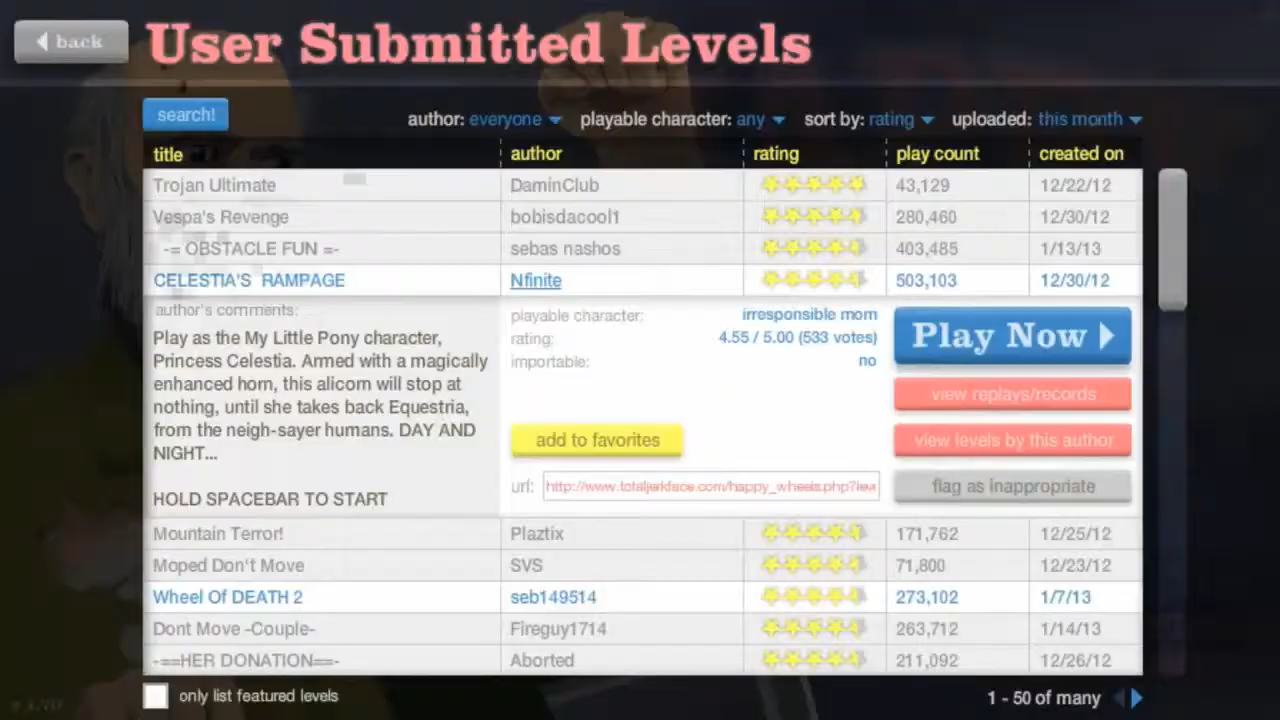 back
User Submitted Levels
search!
author: everyone playable character: any sort by: rating uploaded: this month
title author rating play count created on
Trojan Ultimate DaminClub 43,129 12/22/12
Vespa's Revenge bobisdacool1 280,460 12/30/12
-= OBSTACLE FUN =- sebas nashos 403,485 1/13/13
CELESTIA'S RAMPAGE Nfinite 503,103 12/30/12
author's comments:
Play as the My Little Pony character,
Princess Celestia. Armed with a magically
enhanced horn, this alicorn will stop at
nothing, until she takes back Equestria,
from the neigh-sayer humans. DAY AND
NIGHT...
HOLD SPACEBAR TO START
playable character: irresponsible mom
rating: 4.55 / 5.00 (533 votes)
importable: no
add to favorites
url: http://www.totaljerkface.com/happy_wheels.php?lev
Play Now
view replays/records
view levels by this author
flag as inappropriate
Mountain Terror! Plaztix 171,762 12/25/12
Moped Don't Move SVS 71,800 12/23/12
Wheel Of DEATH 2 seb149514 273,102 1/7/13
Dont Move -Couple- Fireguy1714 263,712 1/14/13
-==HER DONATION==- Aborted 211,092 12/26/12
only list featured levels
1 - 50 of many